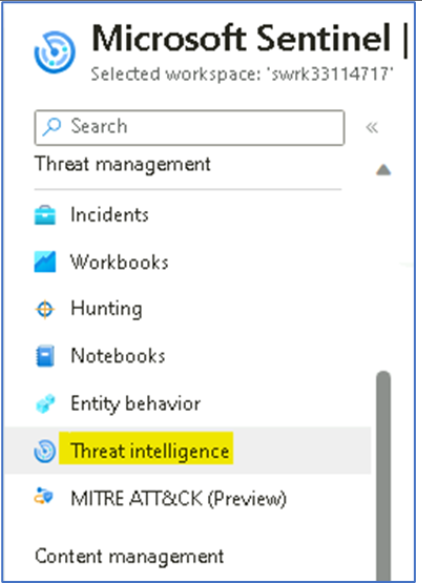 Microsoft Sentinel |
Selected workspace: 'swrk33114717'
Search
Threat management
Incidents
Workbooks
Hunting
Notebooks
Entity behavior
Threat intelligence
MITRE ATT&CK (Preview)
Content management